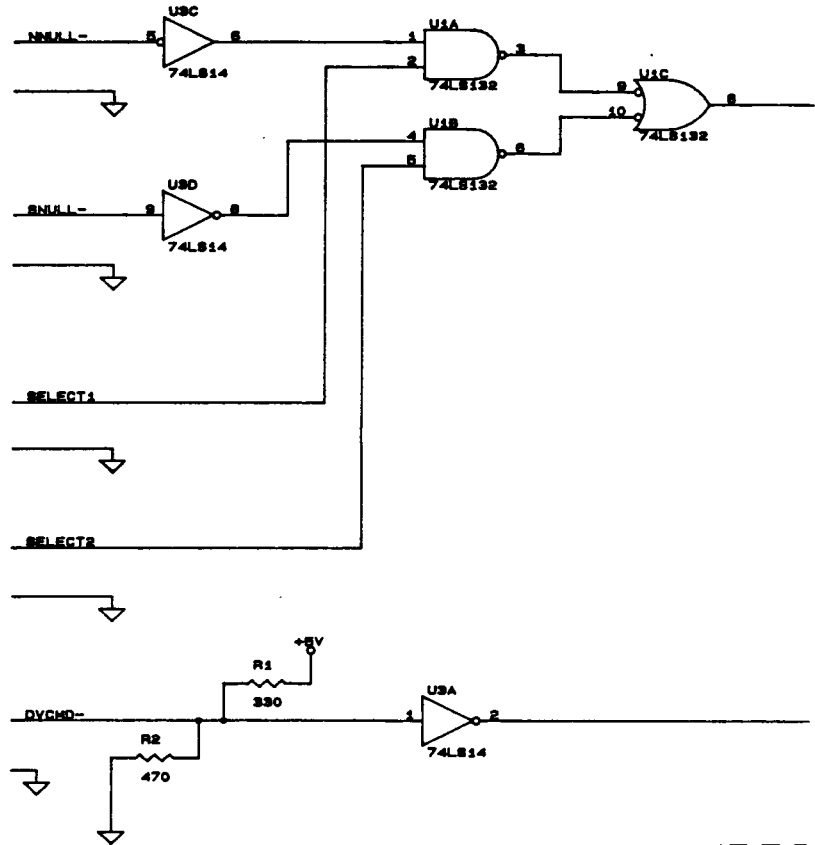 NNULL-
5
U3C
6
74LS14
1
2
U1A
3
74LS132
9
10
U1C
8
74LS132
4
5
U1B
6
74LS132
SNULL-
9
U3D
8
74LS14
SELECT1
SELECT2
+5V
R1
330
DVCMD-
1
U3A
2
74LS14
R2
470